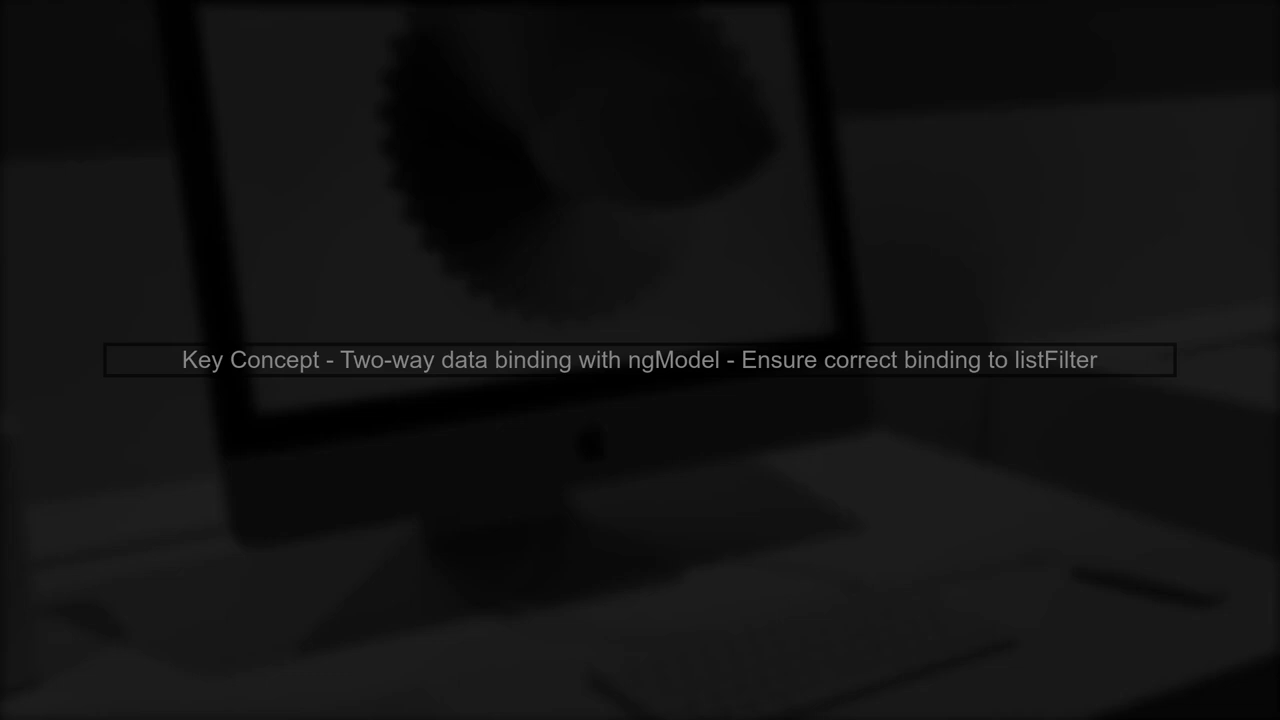 Key Concept - Two-way data binding with ngModel - Ensure correct binding to listFilter